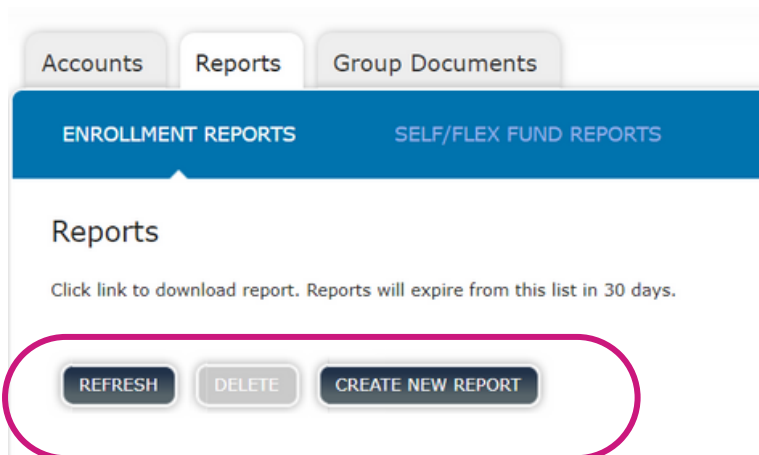 Accounts Reports Group Documents
ENROLLMENT REPORTS SELF/FLEX FUND REPORTS
Reports
Click link to download report. Reports will expire from this list in 30 days.
REFRESH DELETE CREATE NEW REPORT